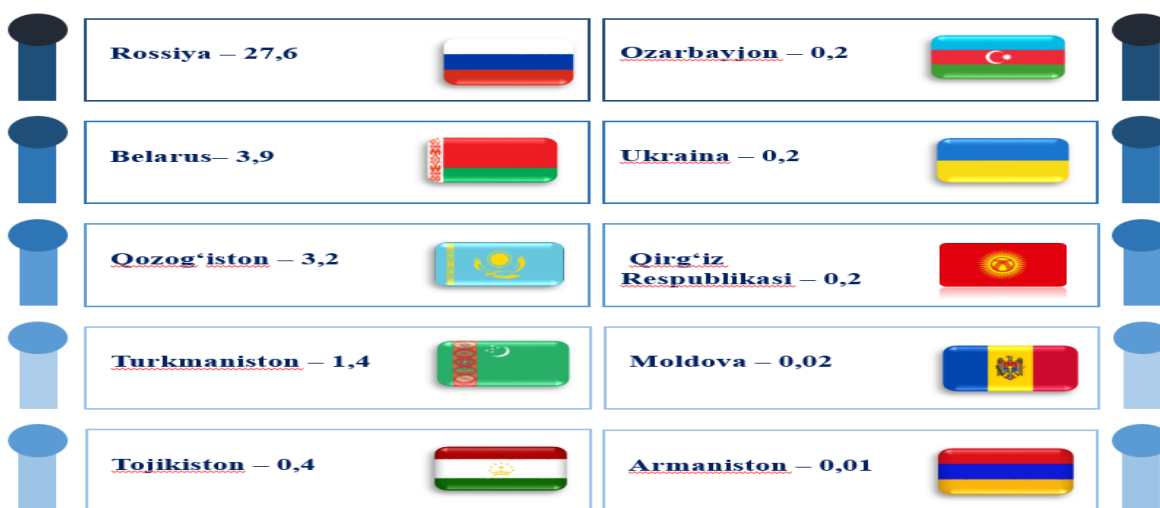 Rossiya – 27,6
Belarus– 3,9
Qozog‘iston – 3,2
Turkmaniston – 1,4
Tojikiston – 0,4
Ozarbayjon – 0,2
Ukraina – 0,2
Qirg‘iz
Respublikasi – 0,2
Moldova – 0,02
Armaniston – 0,01